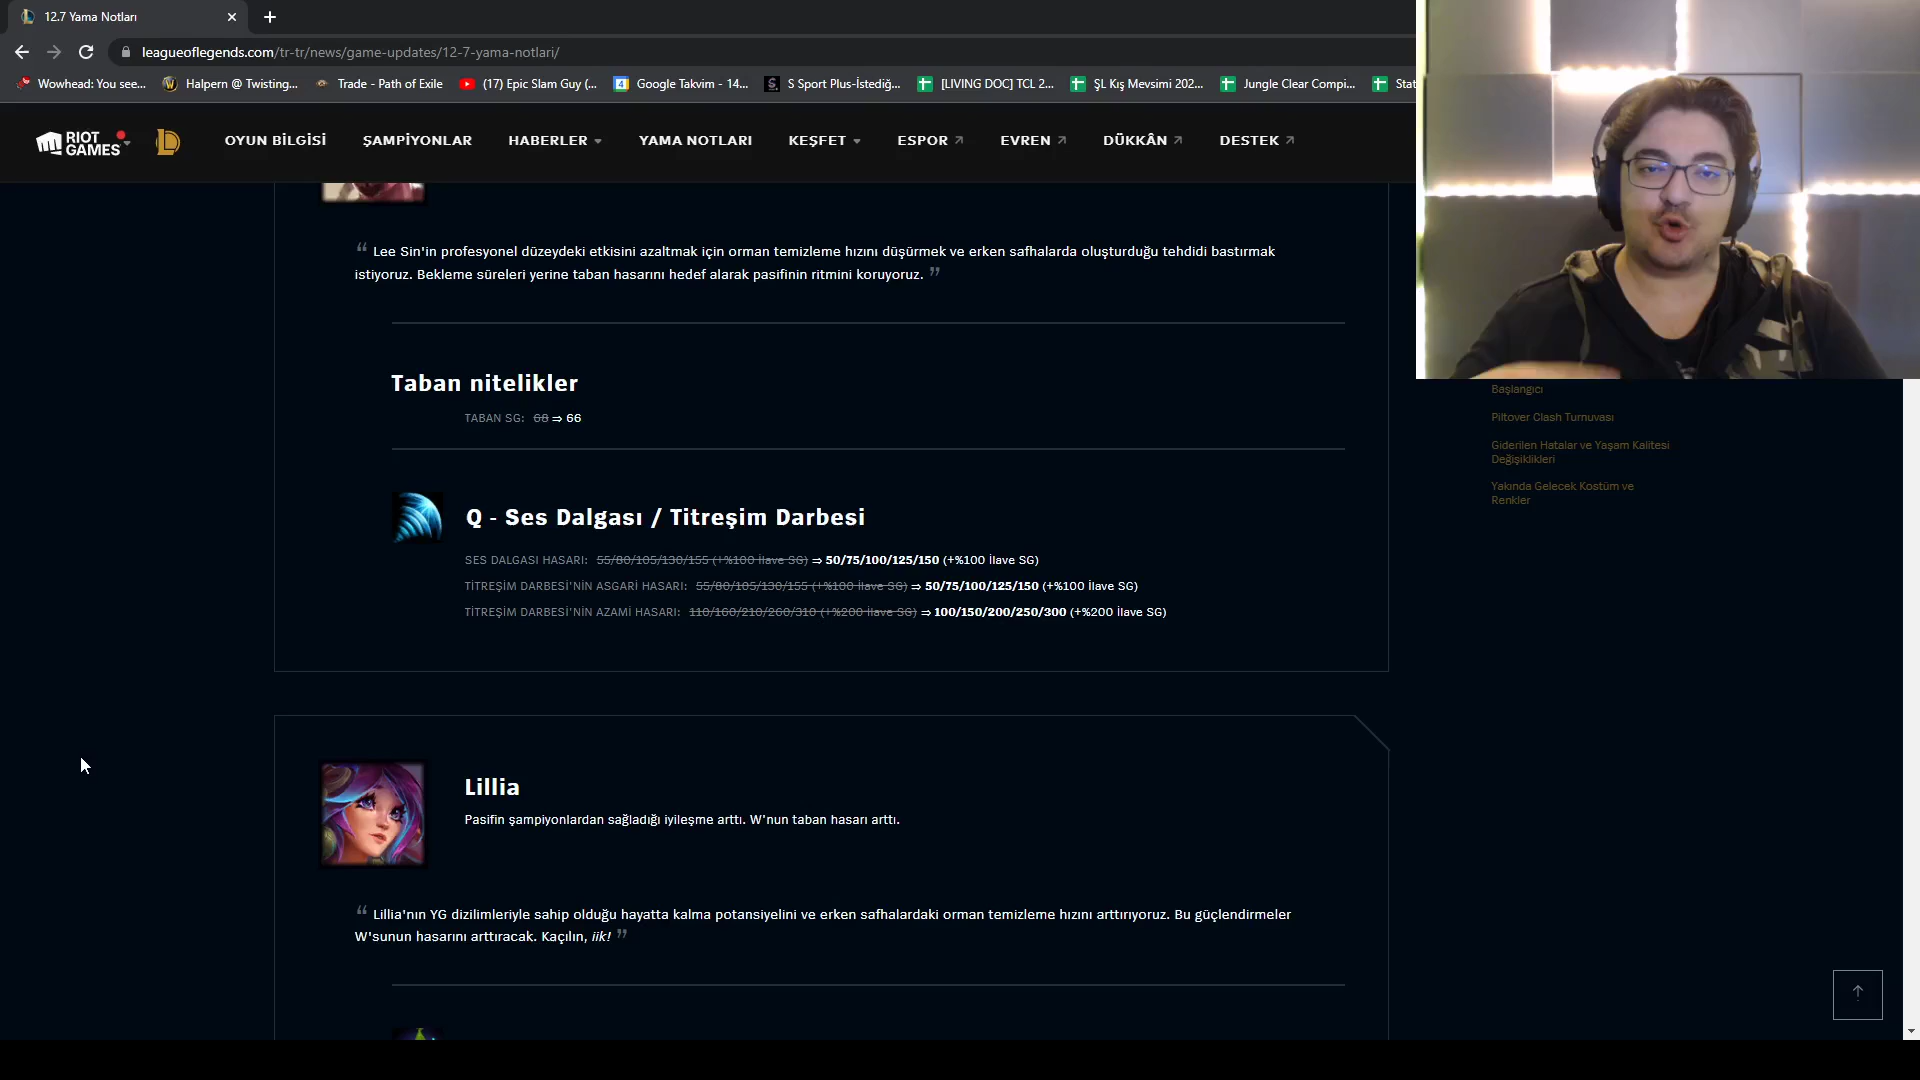 12.7 Yama Notları
leagueoflegends.com/tr-tr/news/game-updates/12-7-yama-notlari/
Wowhead: You see...
Halpern @ Twisting...
Trade - Path of Exile
(17) Epic Slam Guy (...
Google Takvim - 14...
S Sport Plus-İstediğ...
[LIVING DOC] TCL 2...
ŞL Kış Mevsimi 202...
Jungle Clear Compi...
Stat
RIOT GAMES
OYUN BİLGİSİ
ŞAMPİYONLAR
HABERLER
YAMA NOTLARI
KEŞFET
ESPOR
EVREN
DÜKKÂN
DESTEK
“ Lee Sin'in profesyonel düzeydeki etkisini azaltmak için orman temizleme hızını düşürmek ve erken safhalarda oluşturduğu tehdidi bastırmak
istiyoruz. Bekleme süreleri yerine taban hasarını hedef alarak pasifinin ritmini koruyoruz. ”
Taban nitelikler
TABAN SG: 68 ⇒ 66
Q - Ses Dalgası / Titreşim Darbesi
SES DALGASI HASARI: 55/80/105/130/155 (+%100 İlave SG) ⇒ 50/75/100/125/150 (+%100 İlave SG)
TİTREŞİM DARBESİ'NİN ASGARİ HASARI: 55/80/105/130/155 (+%100 İlave SG) ⇒ 50/75/100/125/150 (+%100 İlave SG)
TİTREŞİM DARBESİ'NİN AZAMİ HASARI: 110/160/210/260/310 (+%200 İlave SG) ⇒ 100/150/200/250/300 (+%200 İlave SG)
Lillia
Pasifin şampiyonlardan sağladığı iyileşme arttı. W'nun taban hasarı arttı.
“ Lillia'nın YG dizilimleriyle sahip olduğu hayatta kalma potansiyelini ve erken safhalardaki orman temizleme hızını arttırıyoruz. Bu güçlendirmeler
W'sunun hasarını arttıracak. Kaçılın, iik! ”
Başlangıcı
Piltover Clash Turnuvası
Giderilen Hatalar ve Yaşam Kalitesi
Değişiklikleri
Yakında Gelecek Kostüm ve
Renkler